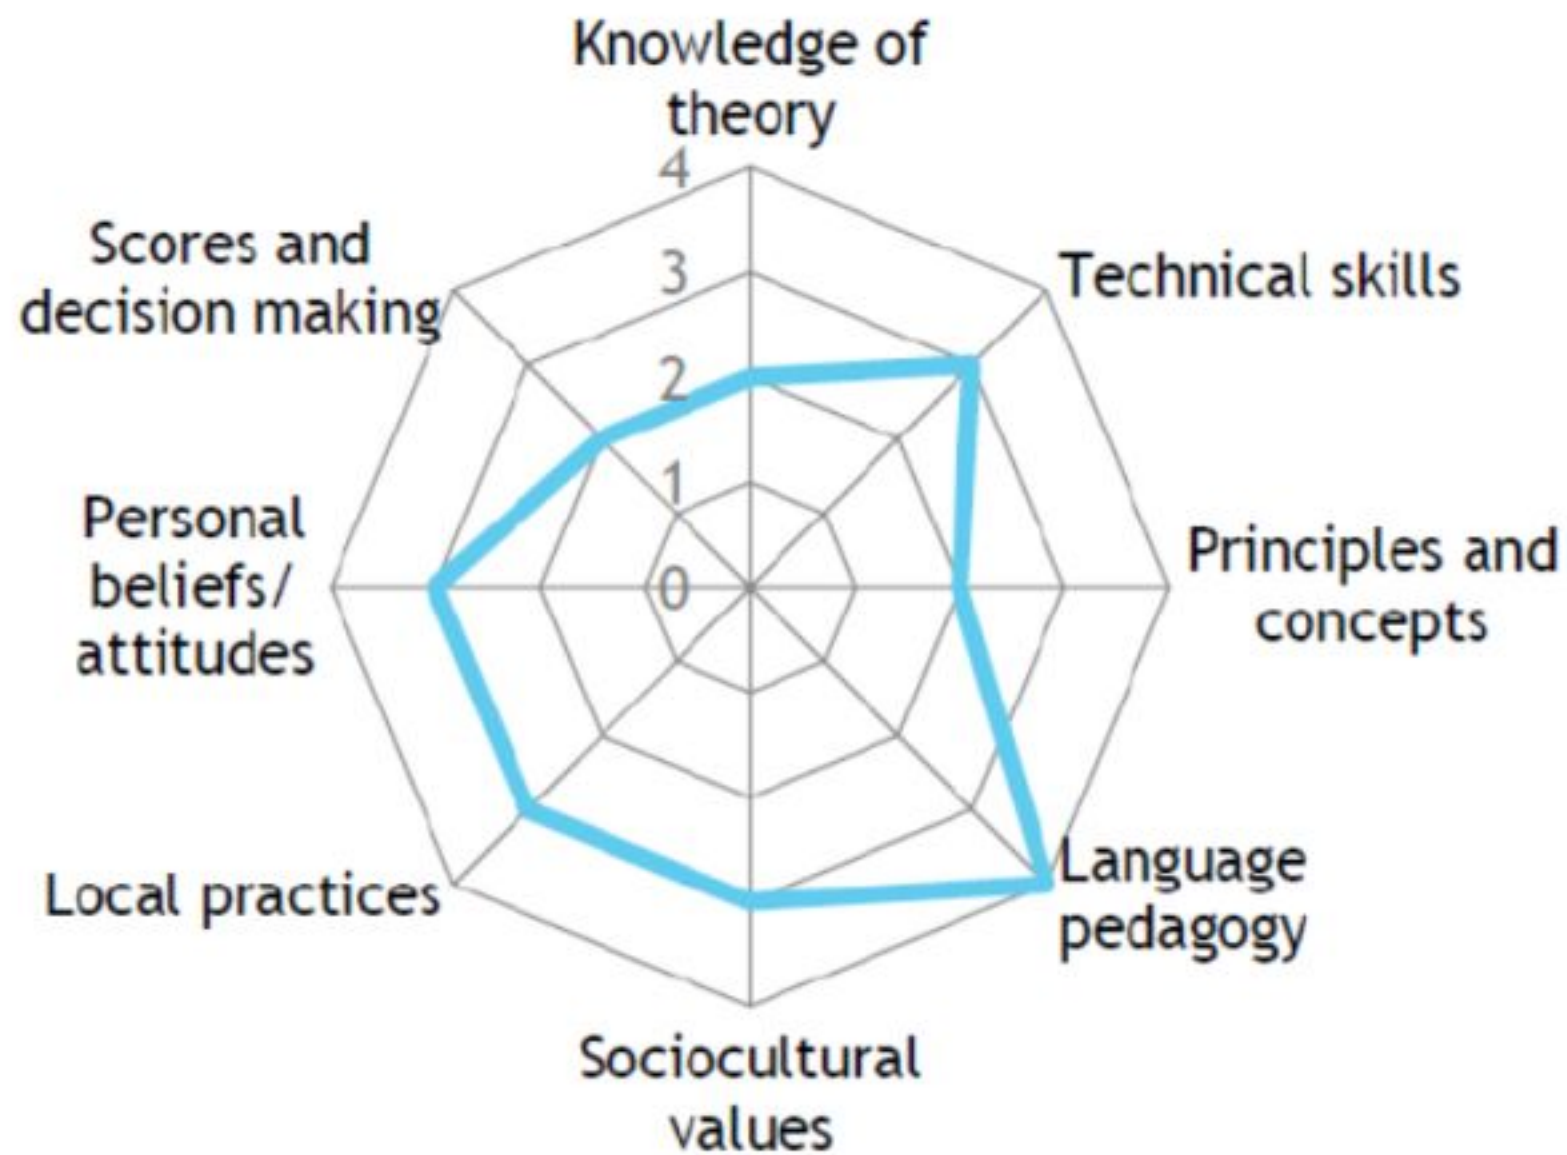 Knowledge of
theory
4
Scores and
decision making
3
Technical skills
2
1
Personal
beliefs/
attitudes
0
Principles and
concepts
Local practices
Language
pedagogy
Sociocultural
values